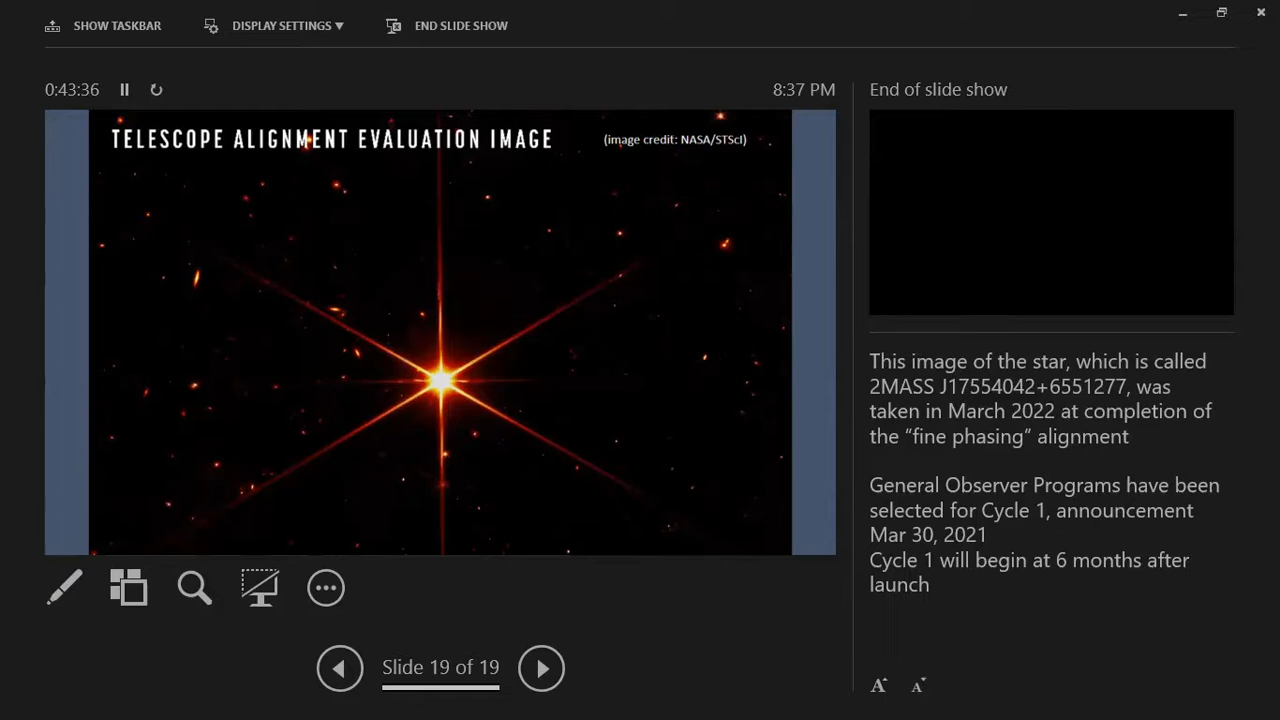 SHOW TASKBAR
DISPLAY SETTINGS ▼
END SLIDE SHOW
0:43:36
8:37 PM
TELESCOPE ALIGNMENT EVALUATION IMAGE
(image credit: NASA/STScI)
End of slide show
This image of the star, which is called
2MASS J17554042+6551277, was
taken in March 2022 at completion of
the “fine phasing” alignment
General Observer Programs have been
selected for Cycle 1, announcement
Mar 30, 2021
Cycle 1 will begin at 6 months after
launch
Slide 19 of 19
A A